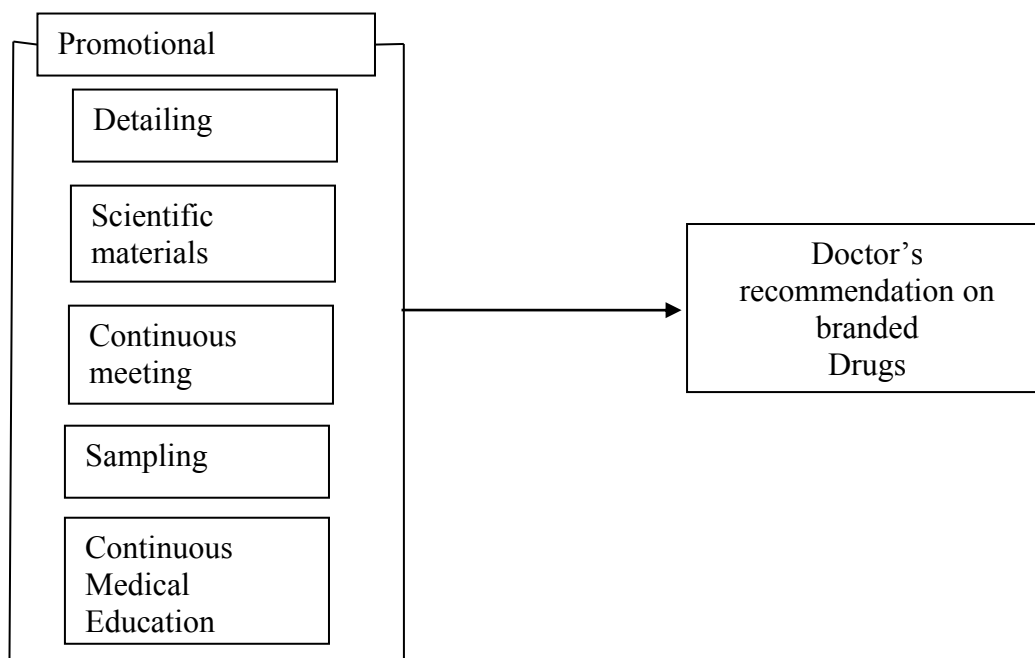 Promotional
Detailing
Scientific
materials
Continuous
meeting
Sampling
Continuous
Medical
Education
Doctor’s
recommendation on
branded
Drugs